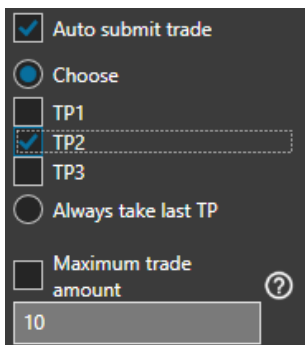 Auto submit trade
Choose
TP1
TP2
TP3
Always take last TP
Maximum trade
amount
?
10